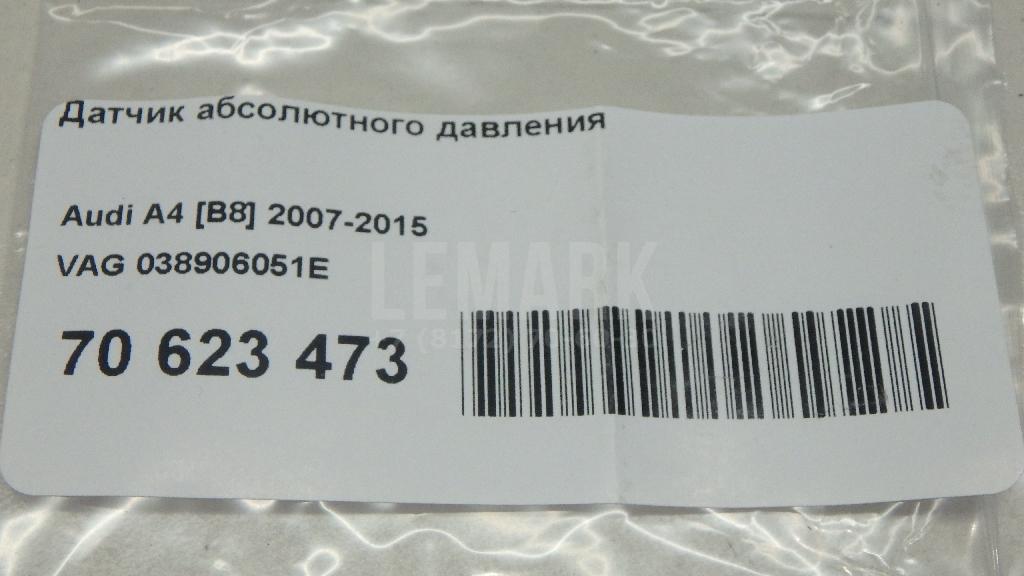 Датчик абсолютного давления
Audi A4 [B8] 2007-2015
VAG 038906051E
LEMARK
70 623 473